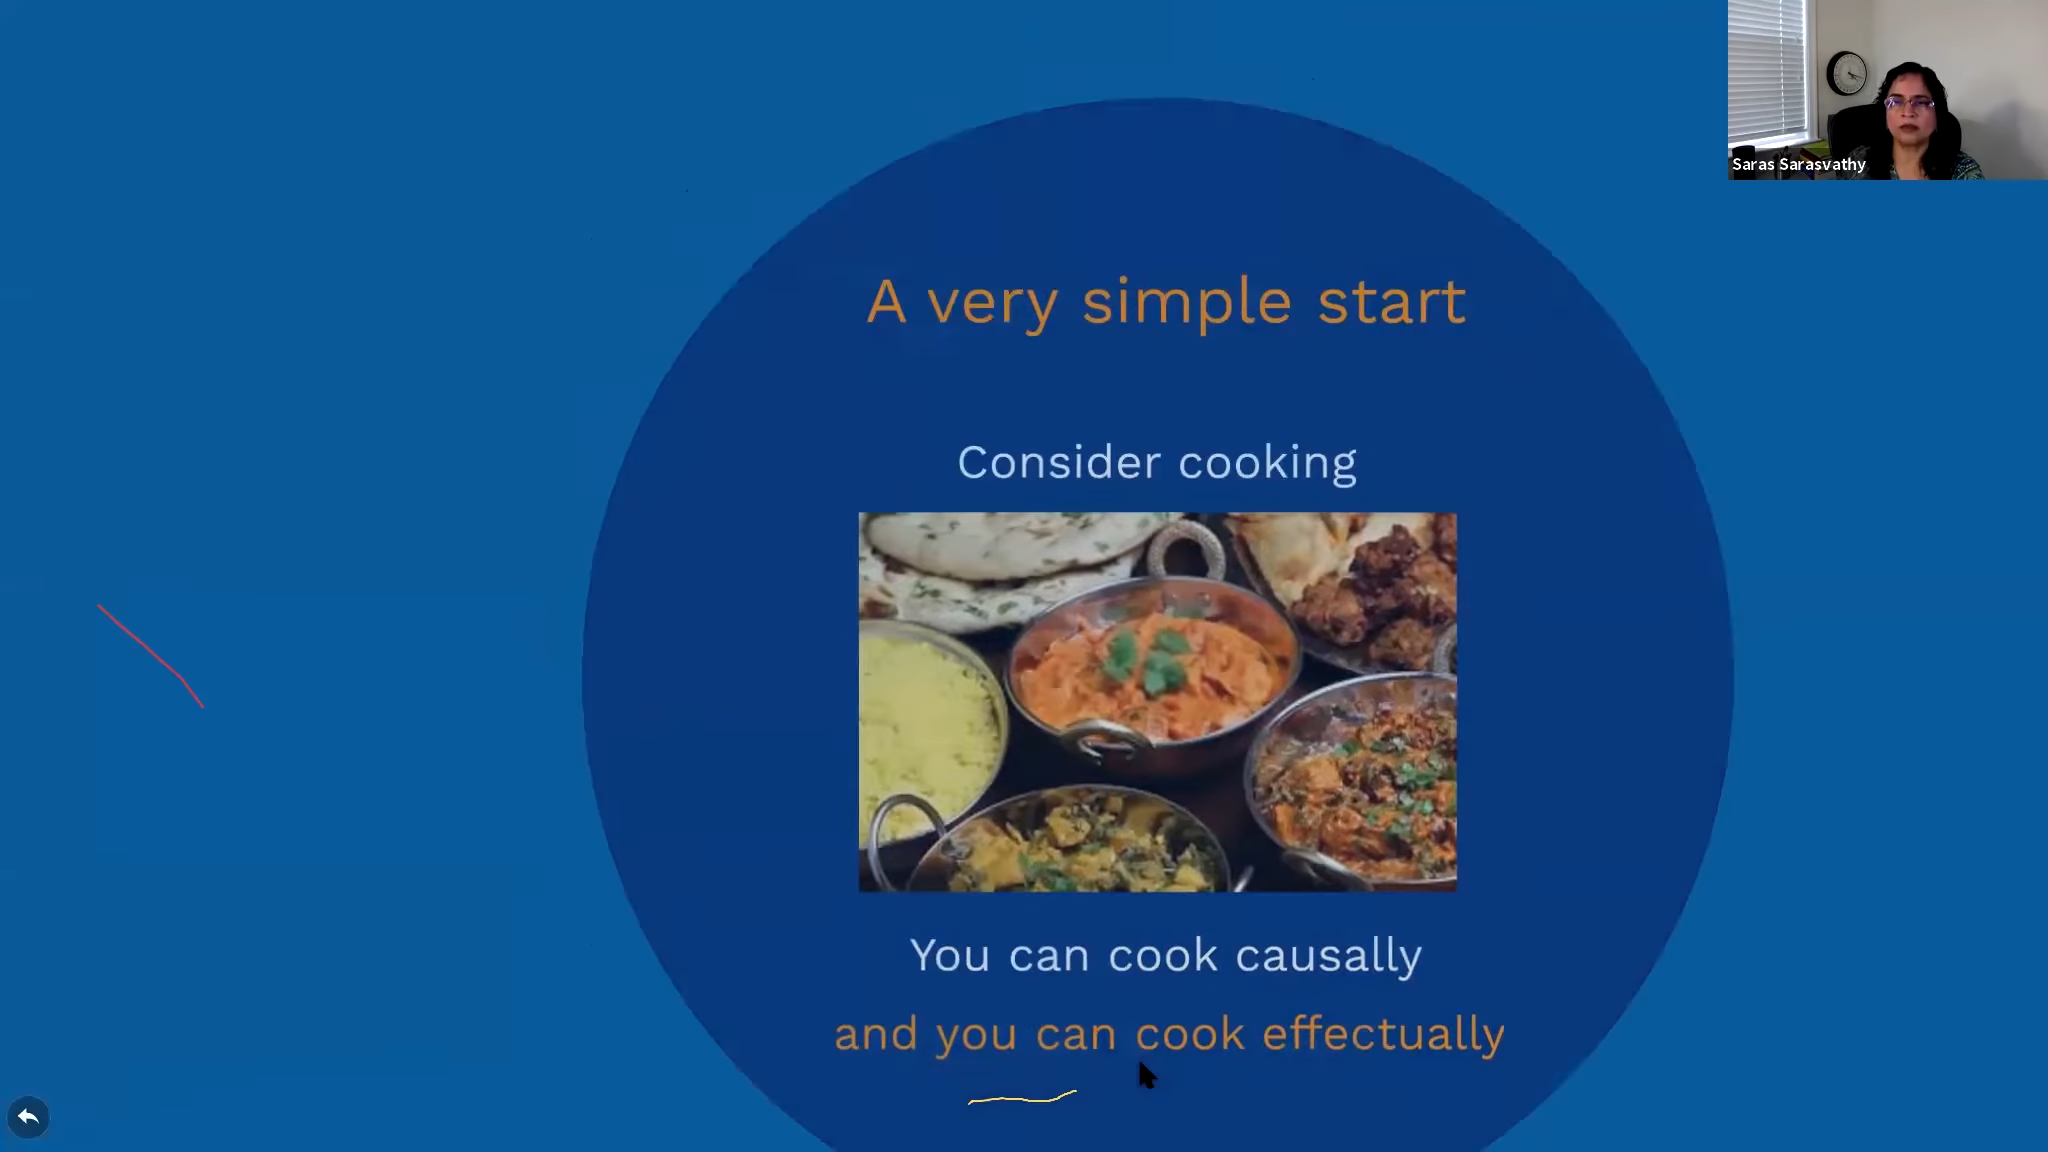 Saras Sarasvathy
A very simple start
Consider cooking
You can cook causally
and you can cook effectually